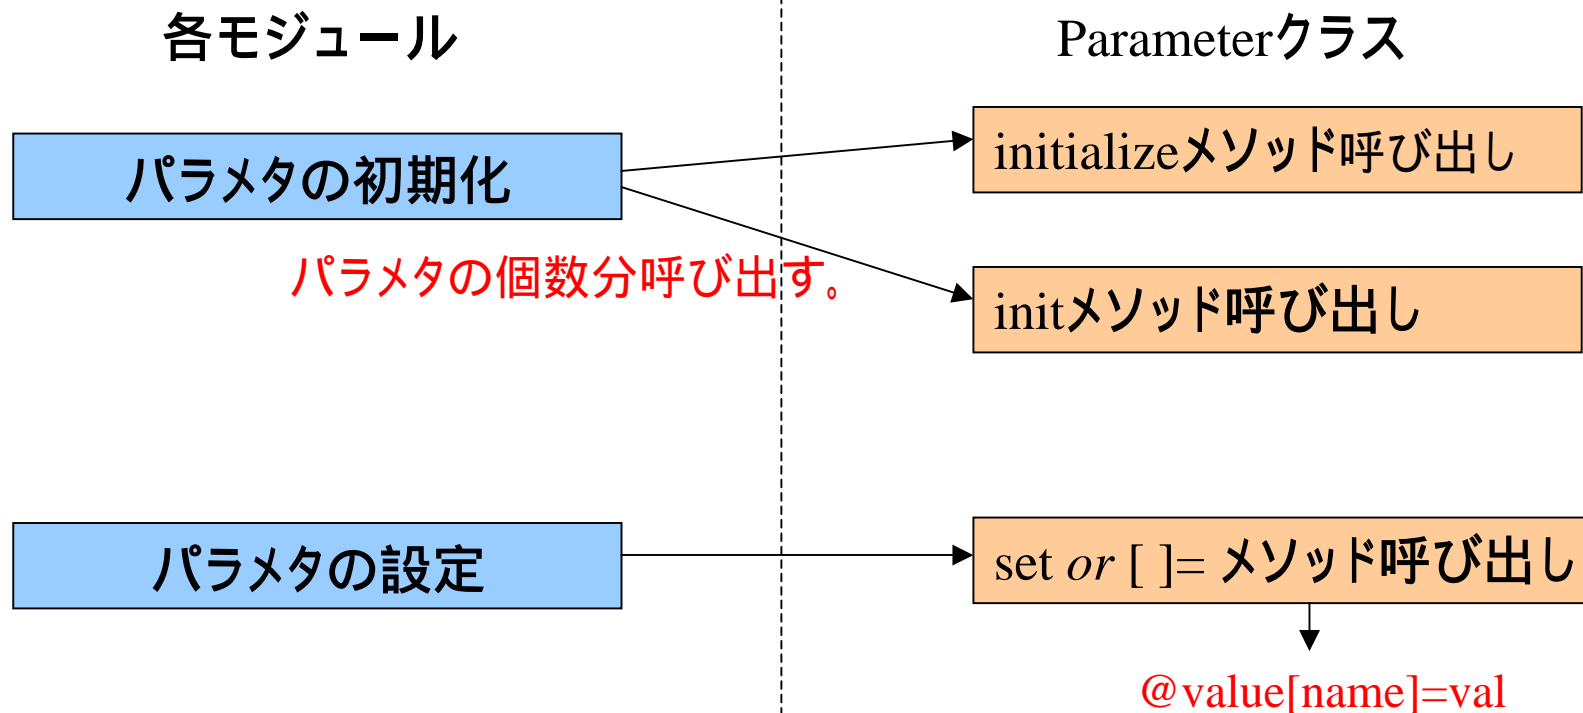 各モジュール
Parameterクラス
パラメタの初期化
initializeメソッド呼び出し
パラメタの個数分呼び出す。
initメソッド呼び出し
パラメタの設定
set or [ ]= メソッド呼び出し
@value[name]=val